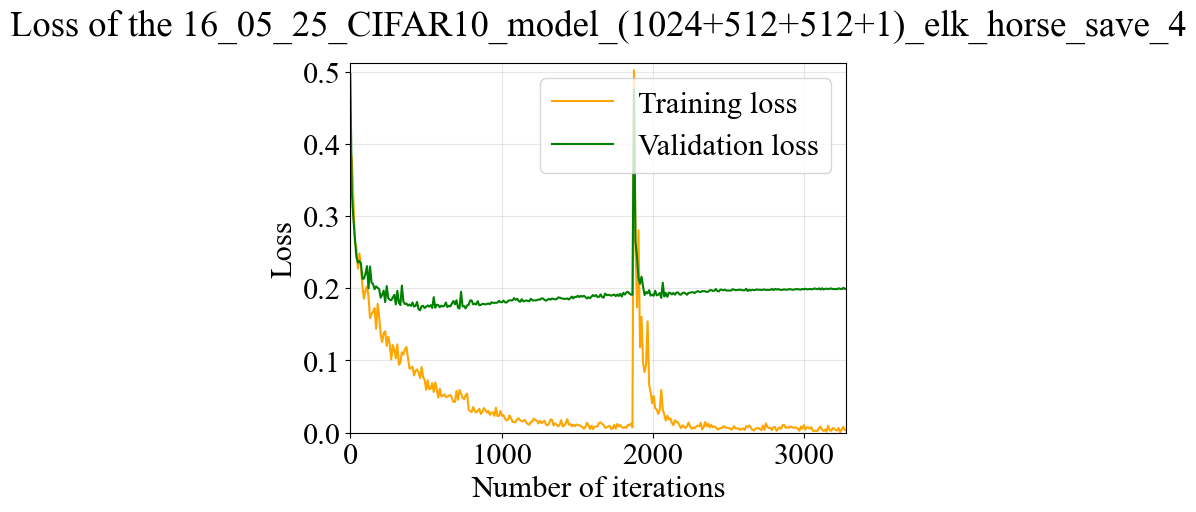 Loss of the 16_05_25_CIFAR10_model_(1024+512+512+1)_elk_horse_save_4
0.5
0.4
0.3
0.2
0.1
0.0
Loss
Training loss
Validation loss
0 1000 2000 3000
Number of iterations